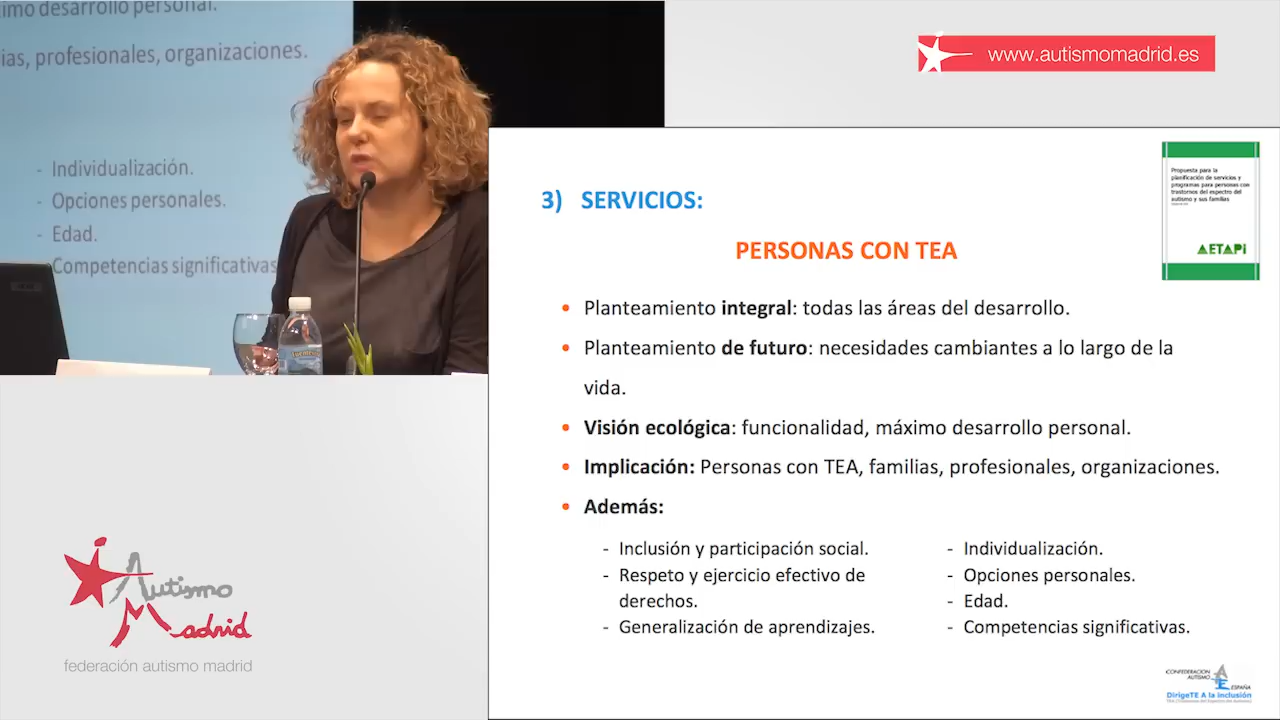 imo desarrollo personal.
ias, profesionales, organizaciones.
- Individualización.
- Opciones personales.
- Edad.
- Competencias significativas
www.autismomadrid.es
Propuesta para la
planificación de servicios y
programas para personas con
trastornos del espectro del
autismo y sus familias
AETAPI
3) SERVICIOS:
PERSONAS CON TEA
• Planteamiento integral: todas las áreas del desarrollo.
• Planteamiento de futuro: necesidades cambiantes a lo largo de la
vida.
• Visión ecológica: funcionalidad, máximo desarrollo personal.
• Implicación: Personas con TEA, familias, profesionales, organizaciones.
• Además:
- Inclusión y participación social.
- Respeto y ejercicio efectivo de
derechos.
- Generalización de aprendizajes.
- Individualización.
- Opciones personales.
- Edad.
- Competencias significativas.
Autismo
Madrid
federación autismo madrid
CONFEDERACIÓN
AUTISMO
ESPAÑA
DirigeTE A la inclusión